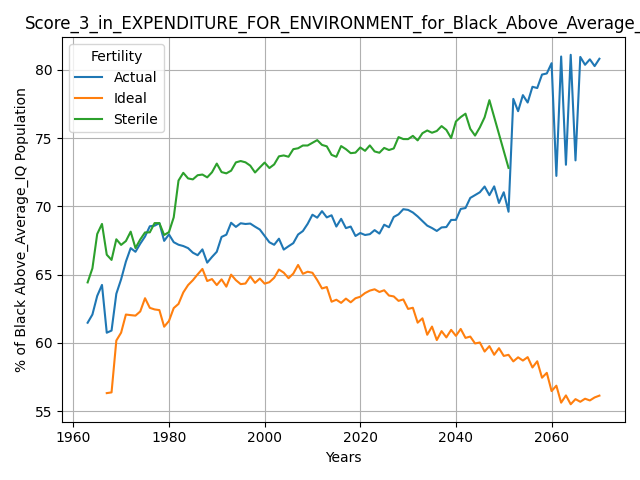 Score_3_in_EXPENDITURE_FOR_ENVIRONMENT_for_Black_Above_Average_
Fertility
Actual
Ideal
Sterile
% of Black Above_Average_IQ Population
80
75
70
65
60
55
1960 1980 2000 2020 2040 2060
Years